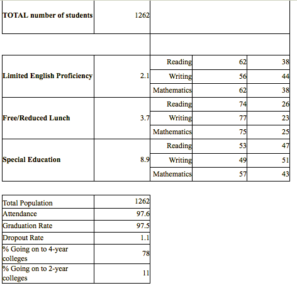 TOTAL number of students 1262
Reading 62 38
Limited English Proficiency 2.1 Writing 56 44
Mathematics 62 38
Reading 74 26
Free/Reduced Lunch 3.7 Writing 77 23
Mathematics 75 25
Reading 53 47
Special Education 8.9 Writing 49 51
Mathematics 57 43
Total Population 1262
Attendance 97.6
Graduation Rate 97.5
Dropout Rate 1.1
% Going on to 4-year
colleges 78
% Going on to 2-year
colleges 11